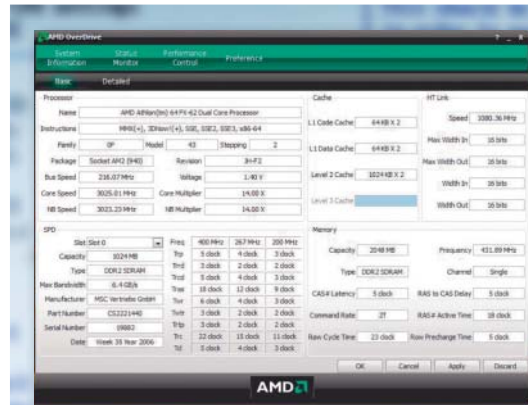 AMD OverDrive
System Information
Status Monitor
Performance Control
Preference
Basic Detailed
Processor
Name AMD Athlon(tm) 64 FX-62 Dual Core Processor
Instructions MMX(+), 3DNow!(+), SSE, SSE2, SSE3, x86-64
Family 0F Model 43 Stepping 2
Package Socket AM2 (940) Revision JH-F2
Bus Speed 216.07 MHz Voltage 1.40 V
Core Speed 3025.01 MHz Core Multiplier 14.00 X
NB Speed 3023.23 MHz NB Multiplier 14.00 X
Cache
L1 Code Cache 64 KB X 2
L1 Data Cache 64 KB X 2
Level 2 Cache 1024 KB X 2
Level 3 Cache
HT Link
Speed 1080.36 MHz
Max Width In 16 bits
Max Width Out 16 bits
Width In 16 bits
Width Out 16 bits
SPD
Slot Slot 0
Capacity 1024 MB
Type DDR2 SDRAM
Max Bandwidth 6.4 GB/s
Manufacturer MSC Vertriebs GmbH
Part Number CS2221440
Serial Number 19883
Date Week 35 Year 2006
Freq 400 MHz 267 MHz 200 MHz
Trp 5 clock 4 clock 3 clock
Trrd 3 clock 2 clock 2 clock
Trcd 5 clock 4 clock 3 clock
Tras 18 clock 12 clock 9 clock
Twr 6 clock 4 clock 3 clock
Twtr 3 clock 2 clock 2 clock
Trtp 3 clock 2 clock 2 clock
Trc 22 clock 15 clock 11 clock
Tcl 5 clock 4 clock 3 clock
Memory
Capacity 2048 MB Frequency 431.89 MHz
Type DDR2 SDRAM Channel Single
CAS# Latency 5 clock RAS to CAS Delay 5 clock
Command Rate 2T RAS# Active Time 18 clock
Raw Cycle Time 23 clock Row Precharge Time 5 clock
OK Cancel Apply Discard
AMD